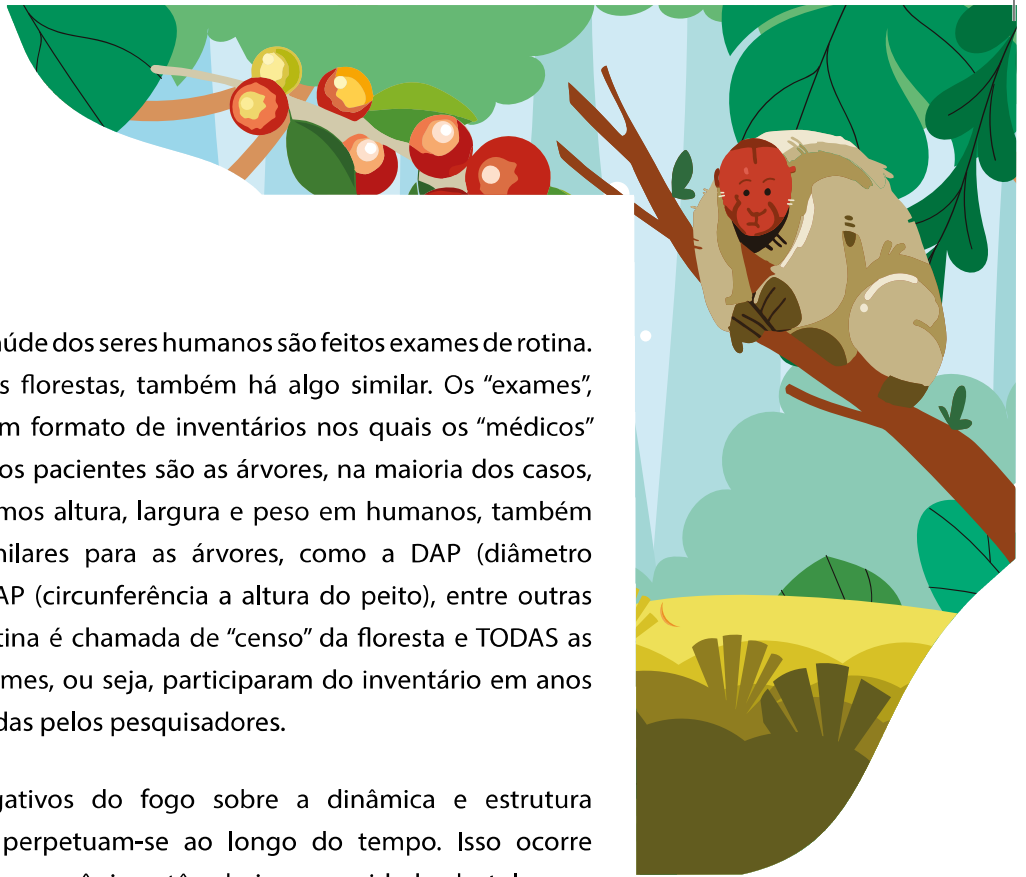 úde dos seres humanos são feitos exames de rotina.
s florestas, também há algo similar. Os “exames”,
m formato de inventários nos quais os “médicos”
os pacientes são as árvores, na maioria dos casos,
mos altura, largura e peso em humanos, também
nilares para as árvores, como a DAP (diâmetro
AP (circunferência a altura do peito), entre outras
tina é chamada de “censo” da floresta e TODAS as
mes, ou seja, participaram do inventário em anos
das pelos pesquisadores.
gativos do fogo sobre a dinâmica e estrutura
perpetuam-se ao longo do tempo. Isso ocorre